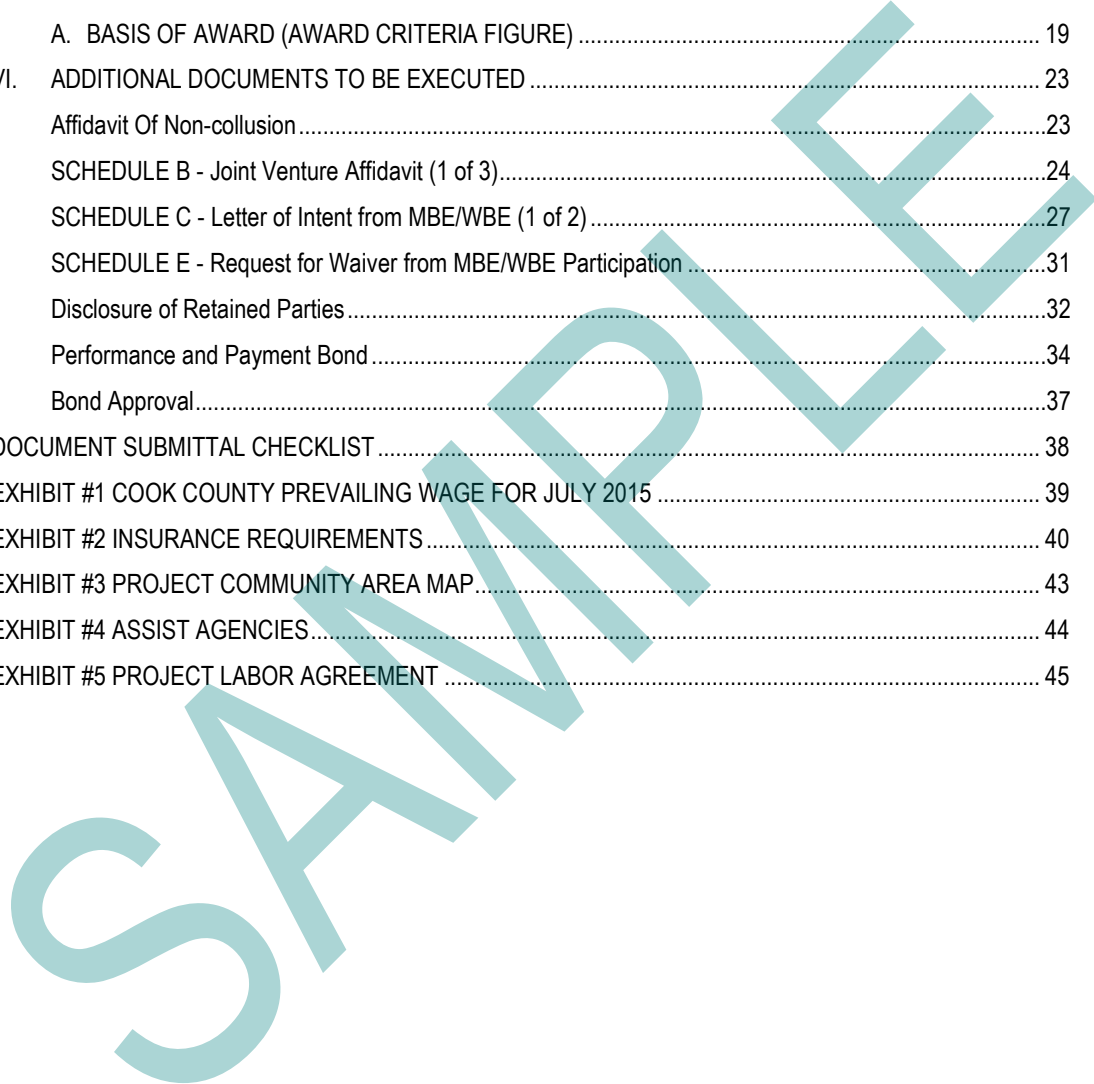 A. BASIS OF AWARD (AWARD CRITERIA FIGURE) ........ 19
VI. ADDITIONAL DOCUMENTS TO BE EXECUTED ........ 23
Affidavit Of Non-collusion ........ 23
SCHEDULE B - Joint Venture Affidavit (1 of 3) ........ 24
SCHEDULE C - Letter of Intent from MBE/WBE (1 of 2) ........ 27
SCHEDULE E - Request for Waiver from MBE/WBE Participation ........ 31
Disclosure of Retained Parties ........ 32
Performance and Payment Bond ........ 34
Bond Approval ........ 37
DOCUMENT SUBMITTAL CHECKLIST ........ 38
EXHIBIT #1 COOK COUNTY PREVAILING WAGE FOR JULY 2015 ........ 39
EXHIBIT #2 INSURANCE REQUIREMENTS ........ 40
EXHIBIT #3 PROJECT COMMUNITY AREA MAP ........ 43
EXHIBIT #4 ASSIST AGENCIES ........ 44
EXHIBIT #5 PROJECT LABOR AGREEMENT ........ 45
SAMPLE